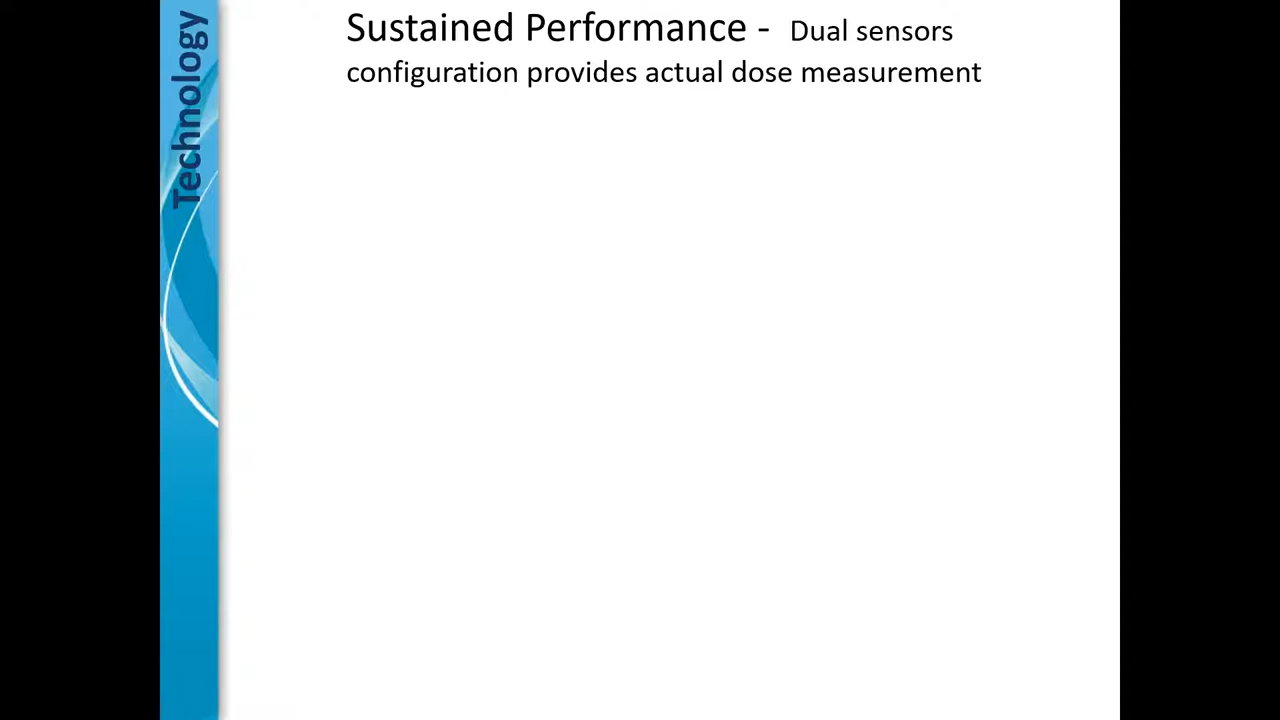 Technology
Sustained Performance - Dual sensors
configuration provides actual dose measurement